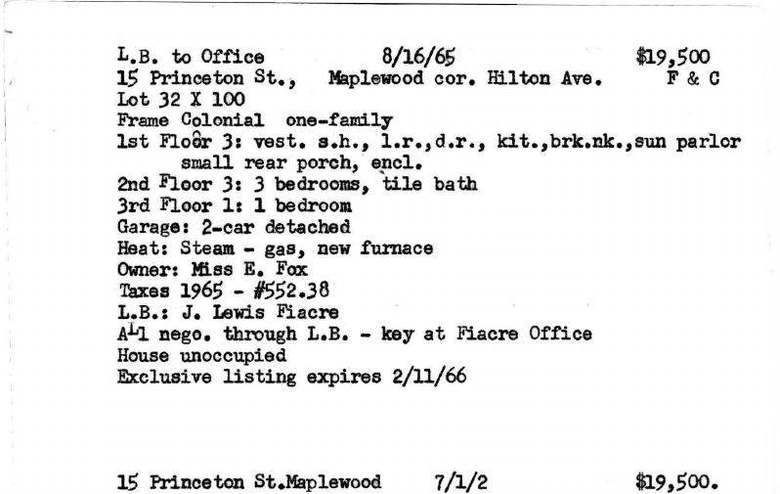 L.B. to Office 8/16/65 $19,500
15 Princeton St., Maplewood cor. Hilton Ave. F & C
Lot 32 X 100
Frame Colonial one-family
1st Floor 3: vest. s.h., l.r.,d.r., kit.,brk.nk.,sun parlor
small rear porch, encl.
2nd Floor 3: 3 bedrooms, tile bath
3rd Floor 1: 1 bedroom
Garage: 2-car detached
Heat: Steam - gas, new furnace
Owner: Miss E. Fox
Taxes 1965 - #552.38
L.B.: J. Lewis Fiacre
All nego. through L.B. - key at Fiacre Office
House unoccupied
Exclusive listing expires 2/11/66
15 Princeton St.Maplewood 7/1/2 $19,500.